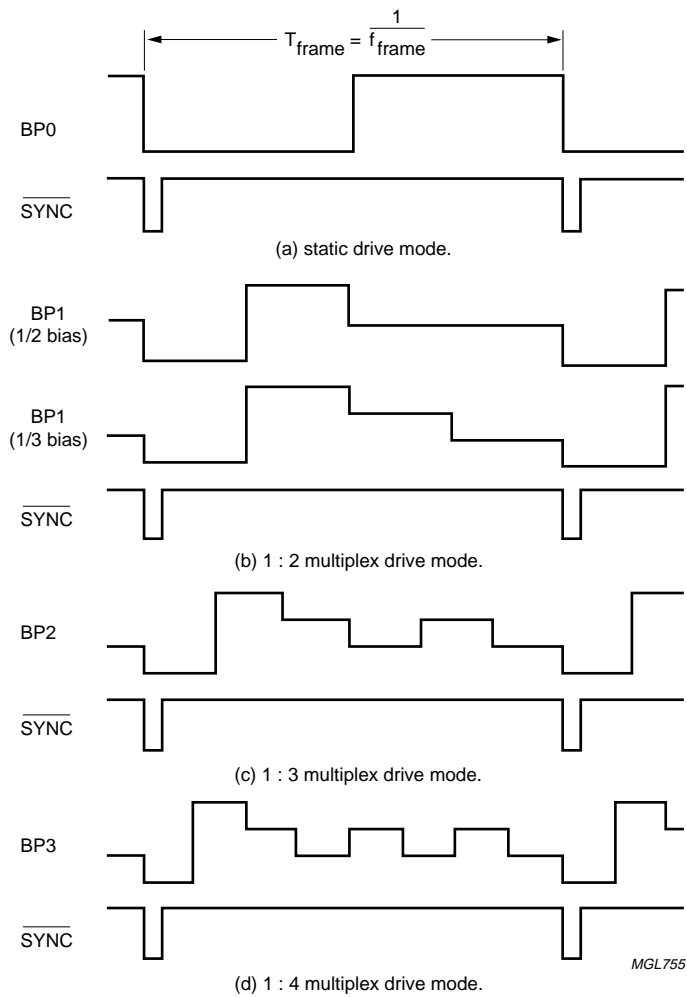 T_frame = 1 / f_frame
BP0
SYNC
(a) static drive mode.
BP1
(1/2 bias)
BP1
(1/3 bias)
SYNC
(b) 1 : 2 multiplex drive mode.
BP2
SYNC
(c) 1 : 3 multiplex drive mode.
BP3
SYNC
MGL755
(d) 1 : 4 multiplex drive mode.